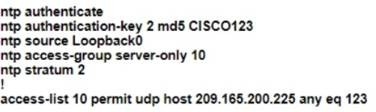 ntp authenticate
ntp authentication-key 2 md5 CISCO123
ntp source Loopback0
ntp access-group server-only 10
ntp stratum 2
!
access-list 10 permit udp host 209.165.200.225 any eq 123